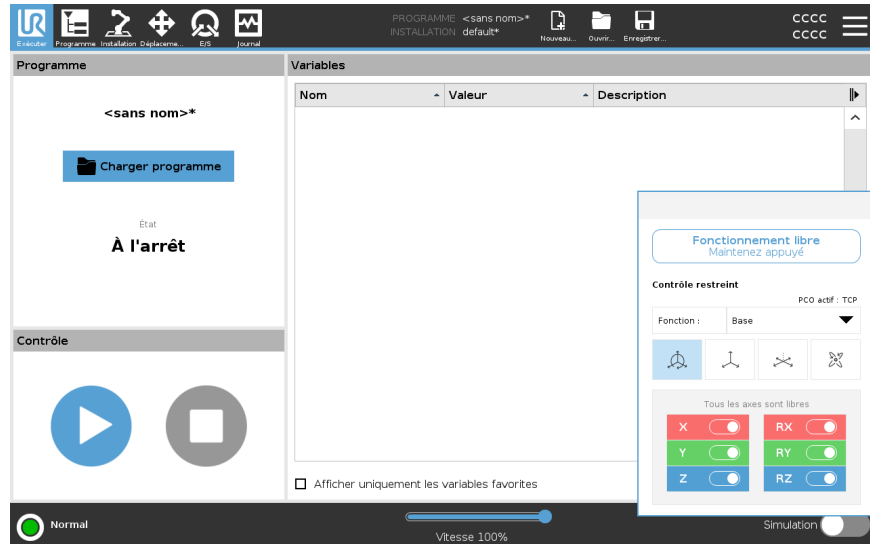 UR
PROGRAMME <sans nom>*
INSTALLATION default*
CCCC
CCCC
Exécuter Programme Installation Déplaceme... E/S Journal
Nouveau... Ouvrir... Enregistrer...
Programme
<sans nom>*
Charger programme
État
À l'arrêt
Contrôle
Variables
Nom Valeur Description
Afficher uniquement les variables favorites
Fonctionnement libre
Maintenez appuyé
Contrôle restreint
PCO actif : TCP
Fonction : Base
Tous les axes sont libres
X RX
Y RY
Z RZ
Normal
Vitesse 100%
Simulation